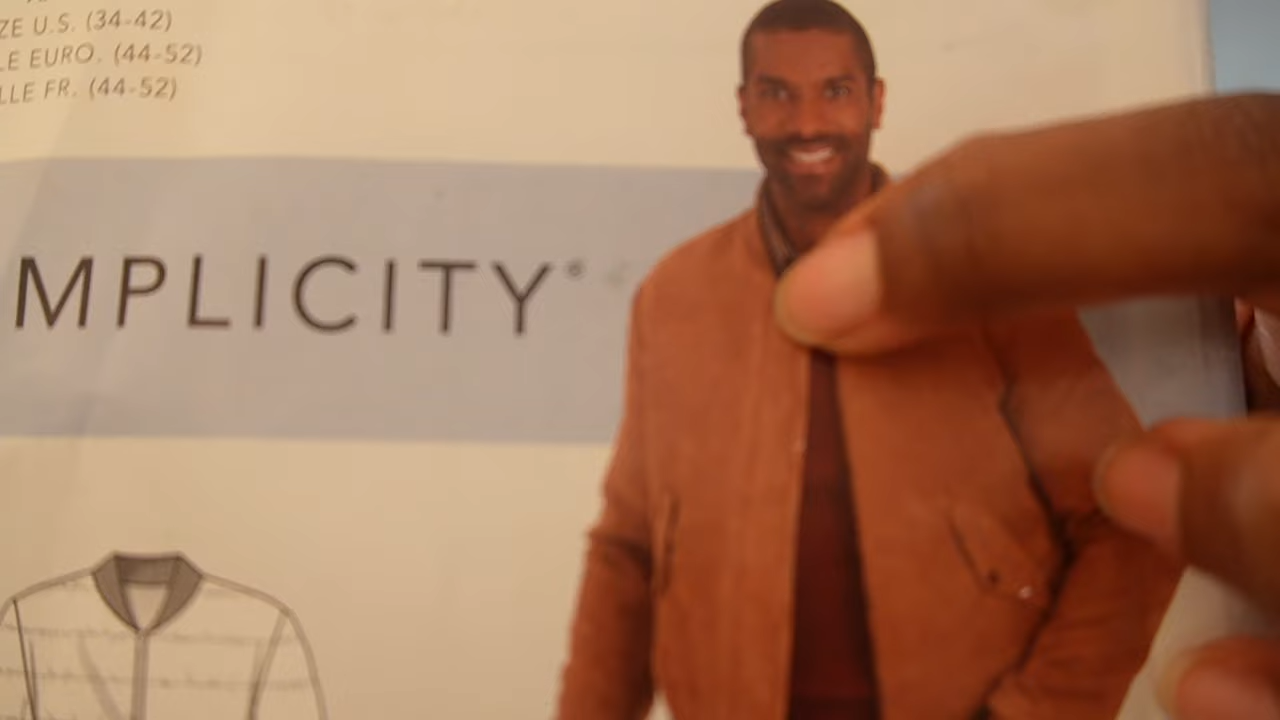 ZE U.S. (34-42)
LE EURO. (44-52)
LLE FR. (44-52)
MPLICITY®